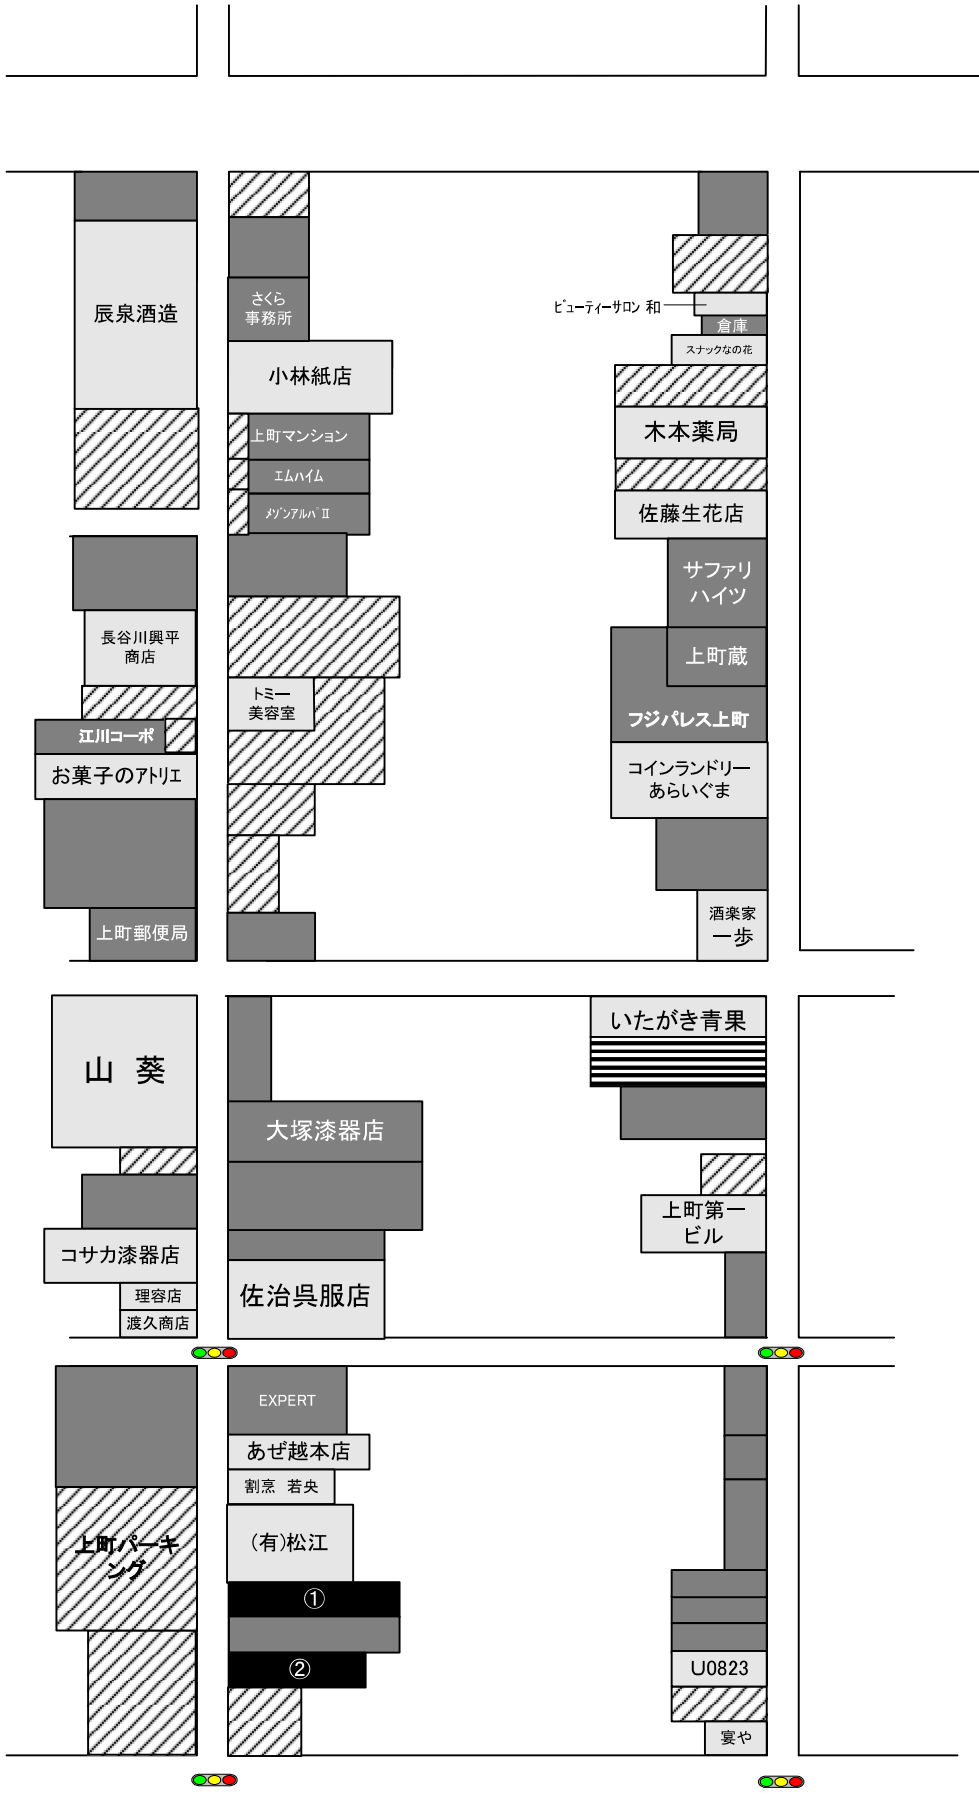 辰泉酒造
さくら
事務所
小林紙店
上町マンション
エムハイム
メゾンアルバⅡ
長谷川興平
商店
トミー
美容室
江川コーポ
お菓子のアトリエ
上町郵便局
ビューティーサロン 和
倉庫
スナックなの花
木本薬局
佐藤生花店
サファリ
ハイツ
上町蔵
フジパレス上町
コインランドリー
あらいぐま
酒楽家
一歩
山 葵
コサカ漆器店
理容店
渡久商店
大塚漆器店
佐治呉服店
いたがき青果
上町第一
ビル
上町パーキ
ング
EXPERT
あぜ越本店
割烹 若央
(有)松江
①
②
U0823
宴や